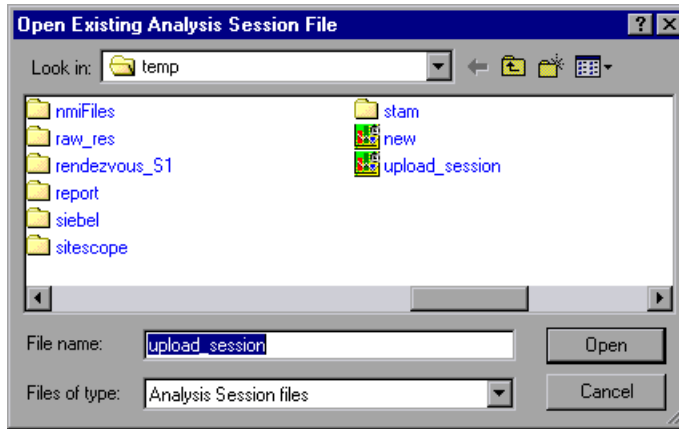 Open Existing Analysis Session File
Look in: temp
nmiFiles
raw_res
rendezvous_S1
report
siebel
sitescope
stam
new
upload_session
File name: upload_session Open
Files of type: Analysis Session files Cancel